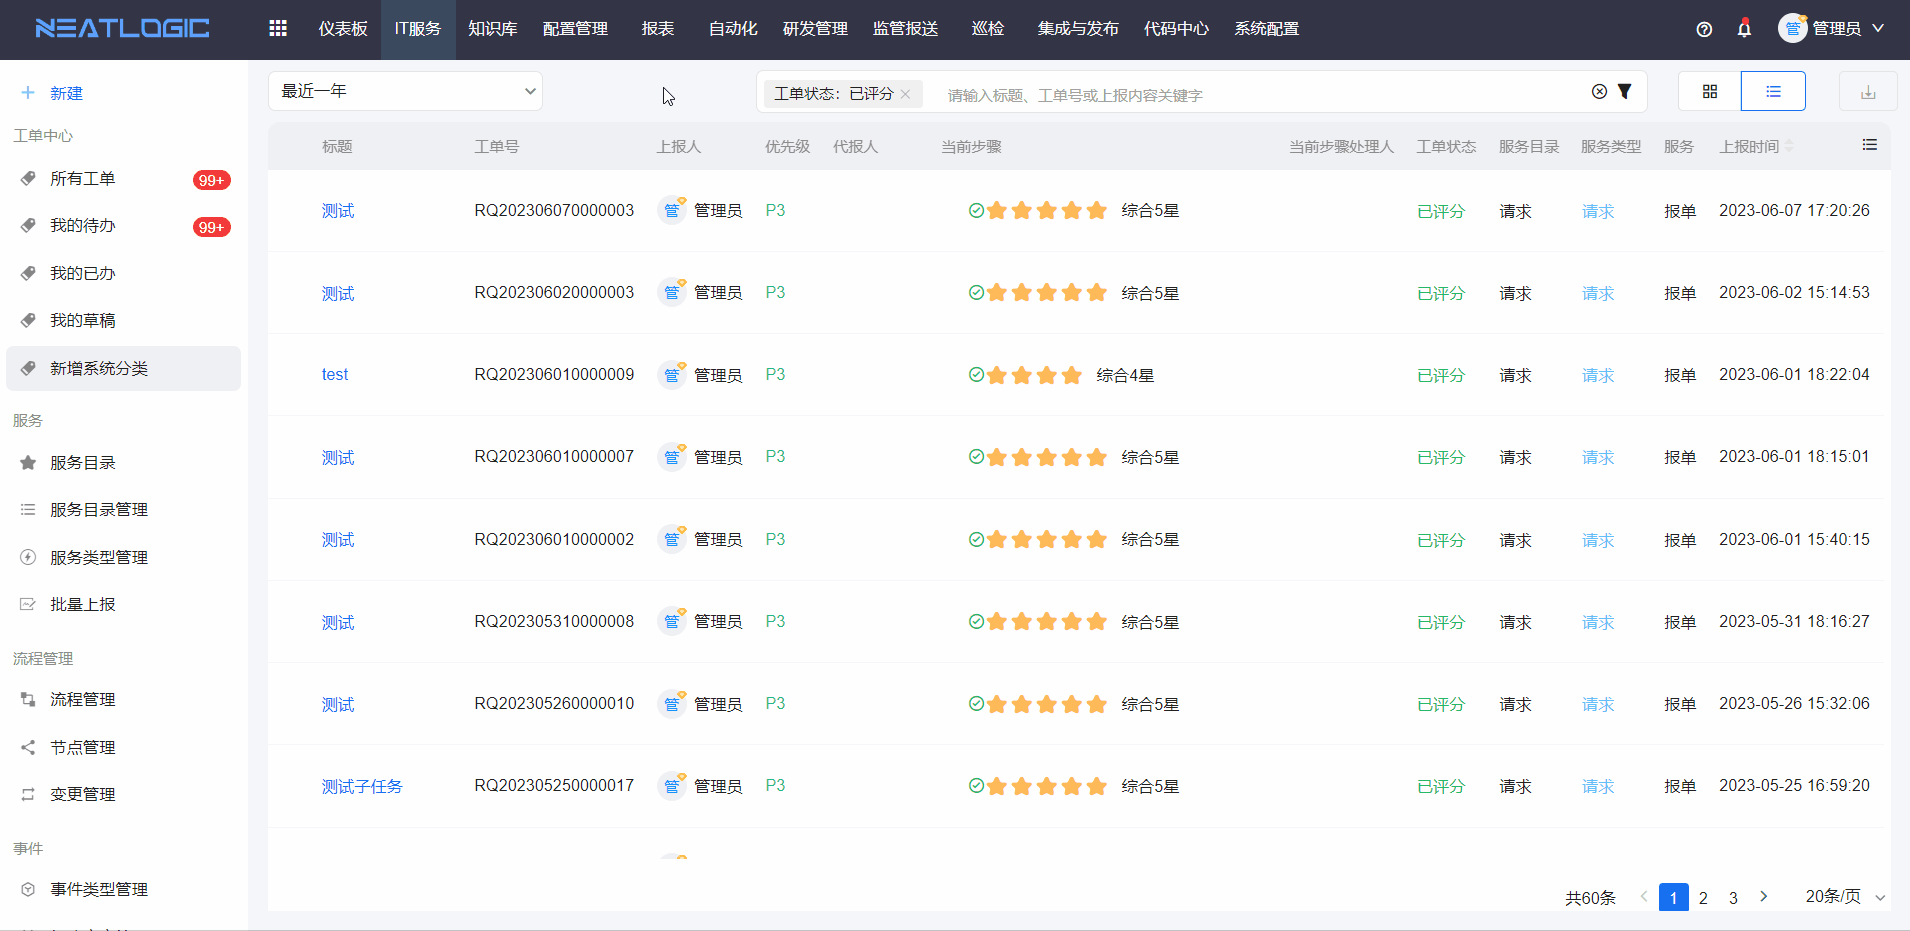 NEATLOGIC 仪表板 IT服务 知识库 配置管理 报表 自动化 研发管理 监管报送 巡检 集成与发布 代码中心 系统配置 管 管理员
新建
工单中心
所有工单 99+
我的待办 99+
我的已办
我的草稿
新增系统分类
服务
服务目录
服务目录管理
服务类型管理
批量上报
流程管理
流程管理
节点管理
变更管理
事件
事件类型管理
最近一年 工单状态：已评分 请输入标题、工单号或上报内容关键字
标题 工单号 上报人 优先级 代报人 当前步骤 当前步骤处理人 工单状态 服务目录 服务类型 服务 上报时间
测试 RQ202306070000003 管 管理员 P3 综合5星 已评分 请求 请求 报单 2023-06-07 17:20:26
测试 RQ202306020000003 管 管理员 P3 综合5星 已评分 请求 请求 报单 2023-06-02 15:14:53
test RQ202306010000009 管 管理员 P3 综合4星 已评分 请求 请求 报单 2023-06-01 18:22:04
测试 RQ202306010000007 管 管理员 P3 综合5星 已评分 请求 请求 报单 2023-06-01 18:15:01
测试 RQ202306010000002 管 管理员 P3 综合5星 已评分 请求 请求 报单 2023-06-01 15:40:15
测试 RQ202305310000008 管 管理员 P3 综合5星 已评分 请求 请求 报单 2023-05-31 18:16:27
测试 RQ202305260000010 管 管理员 P3 综合5星 已评分 请求 请求 报单 2023-05-26 15:32:06
测试子任务 RQ202305250000017 管 管理员 P3 综合5星 已评分 请求 请求 报单 2023-05-25 16:59:20
共60条 1 2 3 20条/页